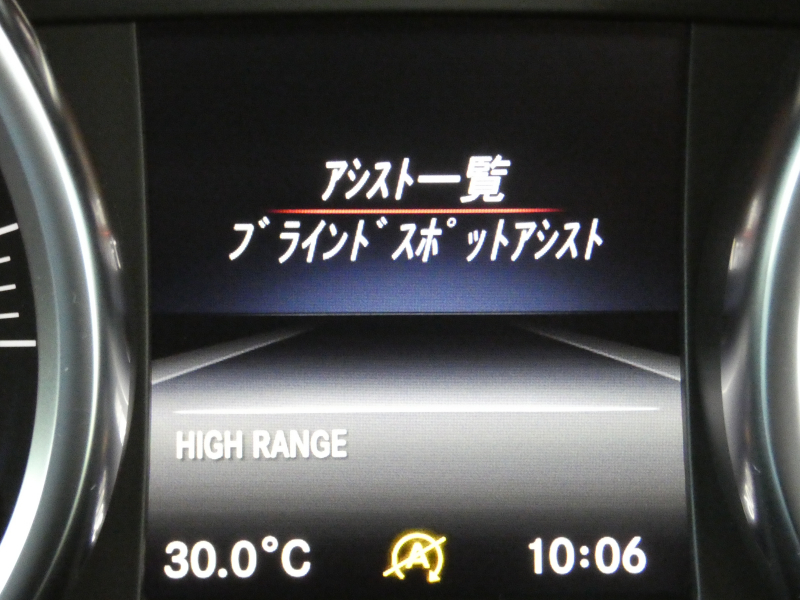 ｱｼｽﾄ一覧
ﾌﾞﾗｲﾝﾄﾞｽﾎﾟｯﾄｱｼｽﾄ
HIGH RANGE
30.0°C A 10:06